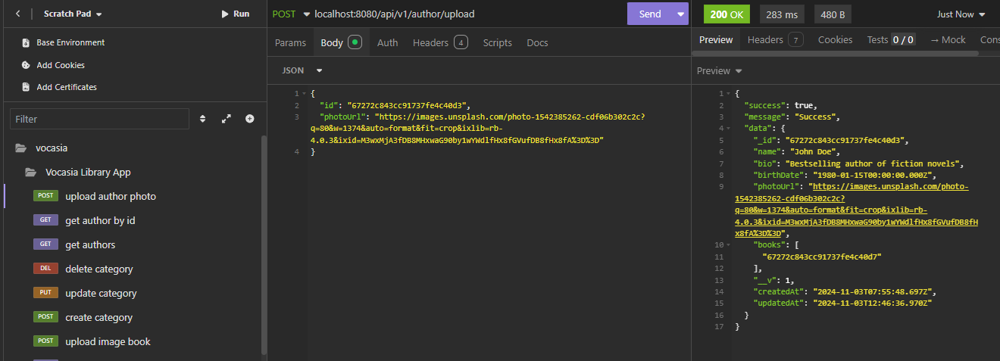 Scratch Pad
Run
Base Environment
Add Cookies
Add Certificates
Filter
vocasia
Vocasia Library App
POST upload author photo
GET get author by id
GET get authors
DEL delete category
PUT update category
POST create category
POST upload image book
POST localhost:8080/api/v1/author/upload Send
Params Body Auth Headers 4 Scripts Docs
JSON
1 {
2 "id": "67272c843cc91737fe4c40d3",
3 "photoUrl": "https://images.unsplash.com/photo-1542385262-cdf06b302c2c?
q=80&w=1374&auto=format&fit=crop&ixlib=rb-
4.0.3&ixid=M3wxMjA3fDB8MHxwaG90by1wYWdlfHx8fGVufDB8fHx8fA%3D%3D"
4 }
200 OK 283 ms 480 B Just Now
Preview Headers 7 Cookies Tests 0 / 0 → Mock Cons
Preview
1 {
2 "success": true,
3 "message": "Success",
4 "data": {
5 "_id": "67272c843cc91737fe4c40d3",
6 "name": "John Doe",
7 "bio": "Bestselling author of fiction novels",
8 "birthDate": "1980-01-15T00:00:00.000Z",
9 "photoUrl": "https://images.unsplash.com/photo-
1542385262-cdf06b302c2c?
q=80&w=1374&auto=format&fit=crop&ixlib=rb-
4.0.3&ixid=M3wxMjA3fDB8MHxwaG90by1wYWdlfHx8fGVufDB8fH
x8fA%3D%3D",
10 "books": [
11 "67272c843cc91737fe4c40d7"
12 ],
13 "__v": 1,
14 "createdAt": "2024-11-03T07:55:48.697Z",
15 "updatedAt": "2024-11-03T12:46:36.970Z"
16 }
17 }